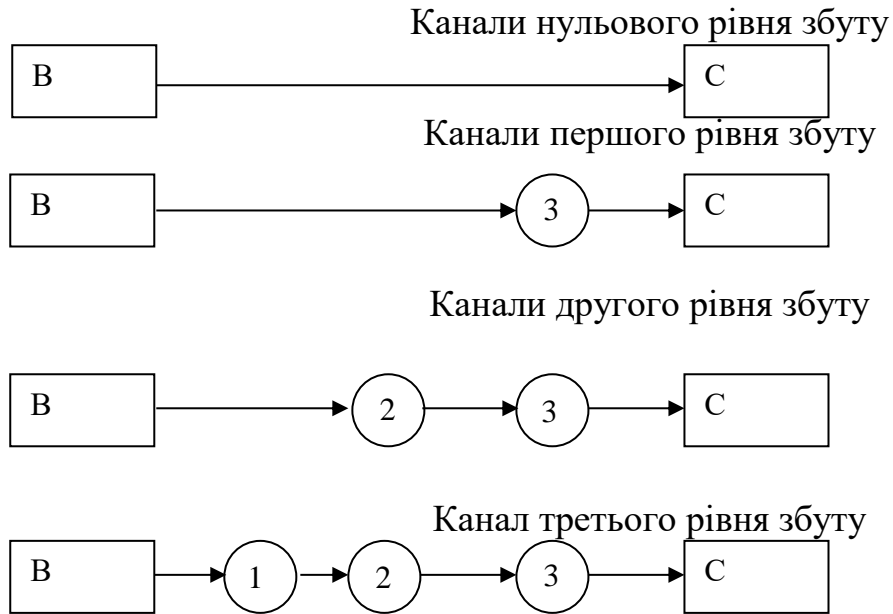 Канали нульового рівня збуту
В С
Канали першого рівня збуту
В 3 С
Канали другого рівня збуту
В 2 3 С
Канал третього рівня збуту
В 1 2 3 С